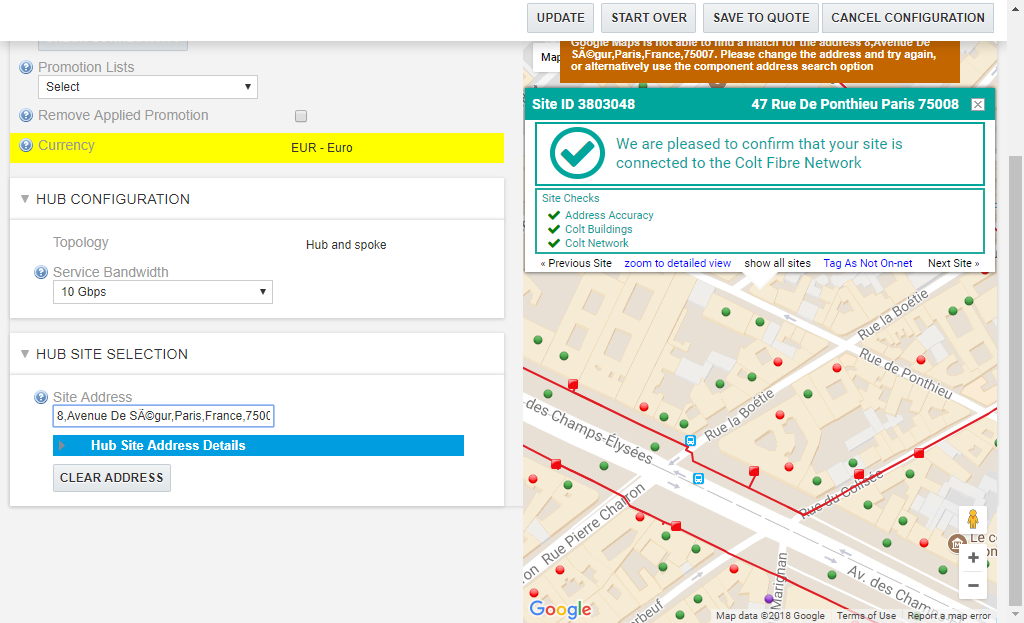 UPDATE
START OVER
SAVE TO QUOTE
CANCEL CONFIGURATION
Promotion Lists
Select
Remove Applied Promotion
Currency
EUR - Euro
HUB CONFIGURATION
Topology
Hub and spoke
Service Bandwidth
10 Gbps
HUB SITE SELECTION
Site Address
8,Avenue De SÃ©gur,Paris,France,7500
Hub Site Address Details
CLEAR ADDRESS
Map
Google Maps is not able to find a match for the address 8,Avenue De
SÃ©gur,Paris,France,75007. Please change the address and try again,
or alternatively use the component address search option
Site ID 3803048
47 Rue De Ponthieu Paris 75008
We are pleased to confirm that your site is
connected to the Colt Fibre Network
Site Checks
Address Accuracy
Colt Buildings
Colt Network
« Previous Site
zoom to detailed view
show all sites
Tag As Not On-net
Next Site »
Rue la Boétie
Rue de Ponthieu
Rue la Boétie
des Champs-Élysées
Rue du Colisée
Rue Pierre Charron
on
Marignan
Av. des Cham
rbeuf
Le co
Google
Map data ©2018 Google
Terms of Use
Report a map error